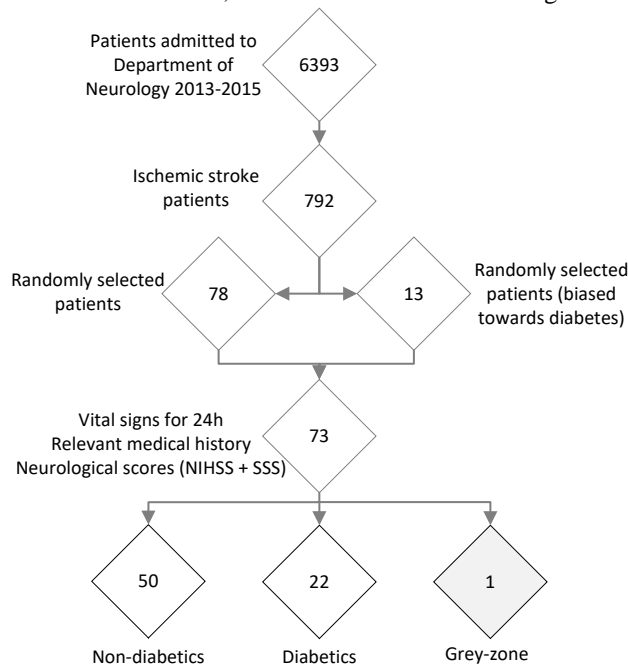 Patients admitted to
Department of
Neurology 2013-2015
6393
Ischemic stroke
patients
792
Randomly selected
patients
78
13
Randomly selected
patients (biased
towards diabetes)
Vital signs for 24h
Relevant medical history
Neurological scores (NIHSS + SSS)
73
50
22
1
Non-diabetics
Diabetics
Grey-zone